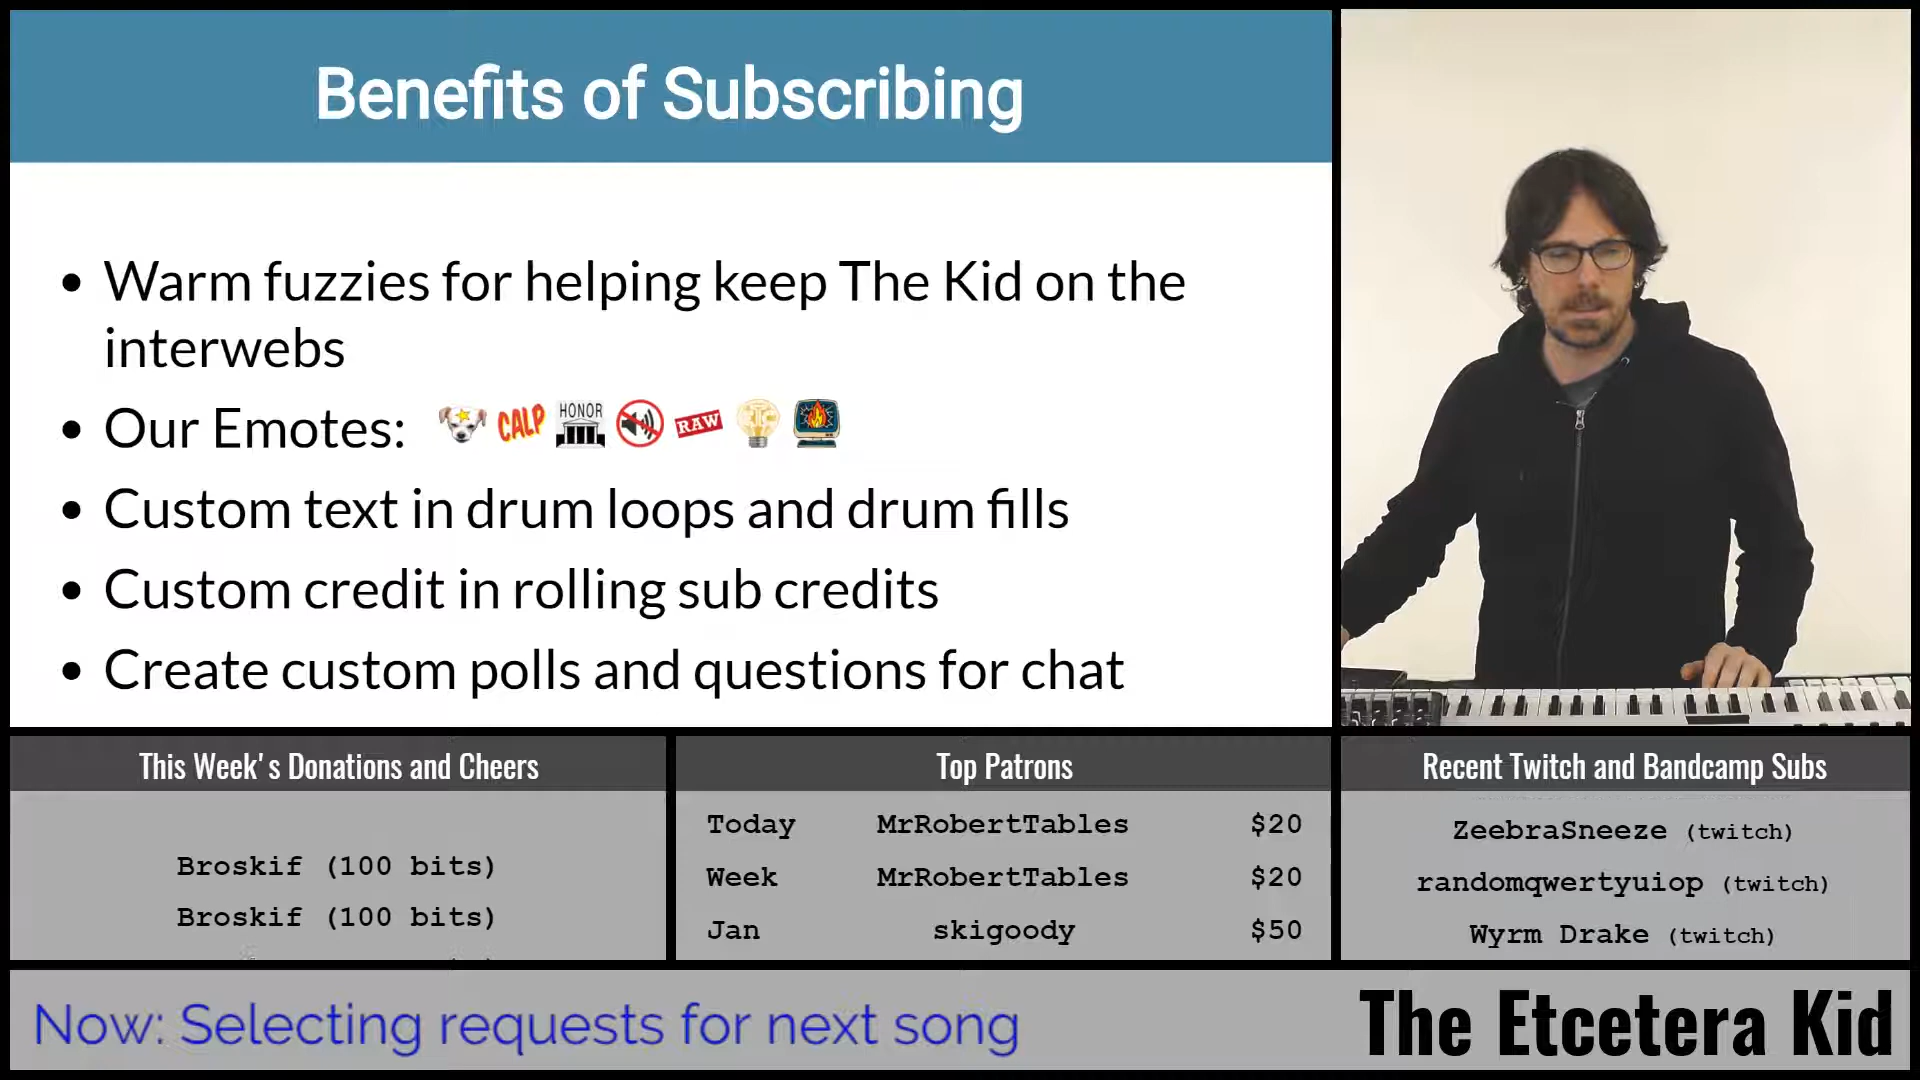 Benefits of Subscribing
• Warm fuzzies for helping keep The Kid on the
interwebs
• Our Emotes: CALP HONOR RAW
• Custom text in drum loops and drum fills
• Custom credit in rolling sub credits
• Create custom polls and questions for chat
This Week's Donations and Cheers
Broskif (100 bits)
Broskif (100 bits)
Top Patrons
Today MrRobertTables $20
Week MrRobertTables $20
Jan skigoody $50
Recent Twitch and Bandcamp Subs
ZeebraSneeze (twitch)
randomqwertyuiop (twitch)
Wyrm Drake (twitch)
Now: Selecting requests for next song
The Etcetera Kid